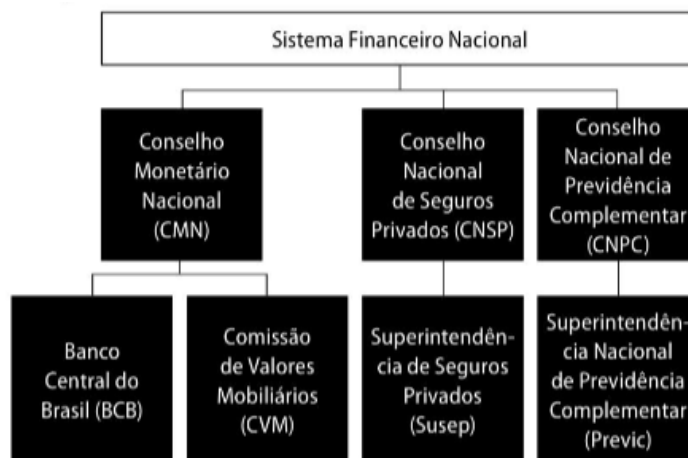 Sistema Financeiro Nacional
Conselho
Monetário
Nacional
(CMN)
Conselho
Nacional
de Seguros
Privados (CNSP)
Conselho
Nacional de
Previdência
Complementar
(CNPC)
Banco
Central do
Brasil (BCB)
Comissão
de Valores
Mobiliários
(CVM)
Superintendên-
cia de Seguros
Privados
(Susep)
Superintendên-
cia Nacional
de Previdência
Complementar
(Previc)